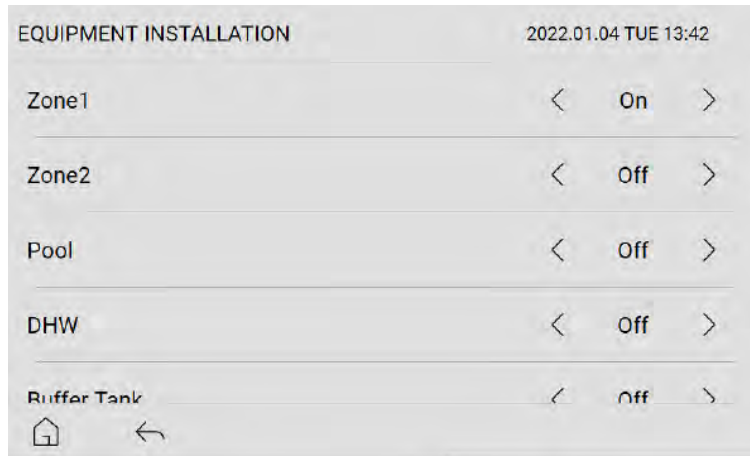 EQUIPMENT INSTALLATION 2022.01.04 TUE 13:42
Zone1 On
Zone2 Off
Pool Off
DHW Off
Buffer Tank Off